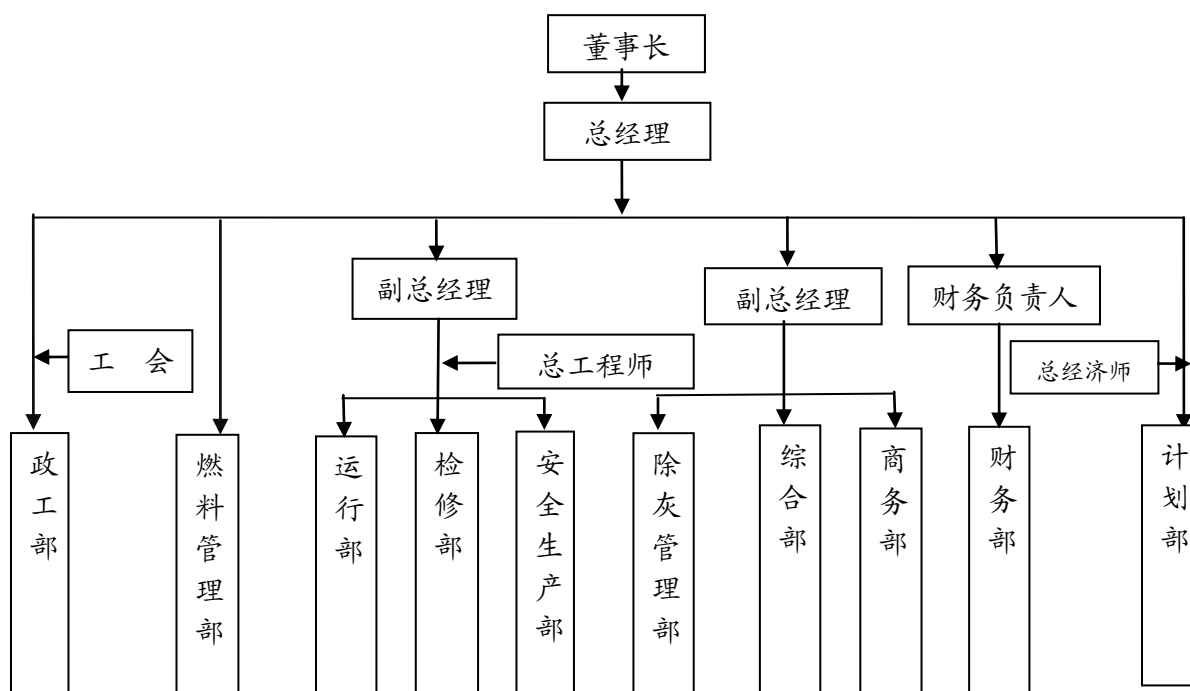 董事长
总经理
副总经理
副总经理
财务负责人
工 会
总工程师
总经济师
政工部
燃料管理部
运行部
检修部
安全生产部
除灰管理部
综合部
商务部
财务部
计划部